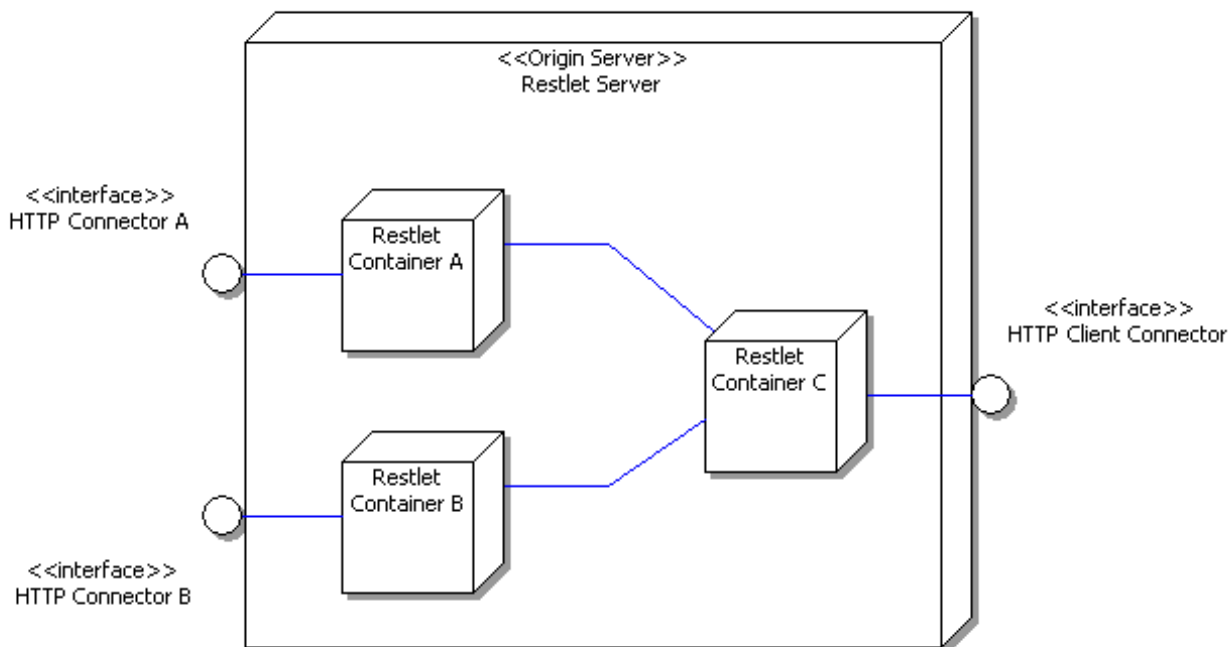 <<Origin Server>>
Restlet Server
<<interface>>
HTTP Connector A
Restlet
Container A
<<interface>>
HTTP Client Connector
Restlet
Container C
Restlet
Container B
<<interface>>
HTTP Connector B